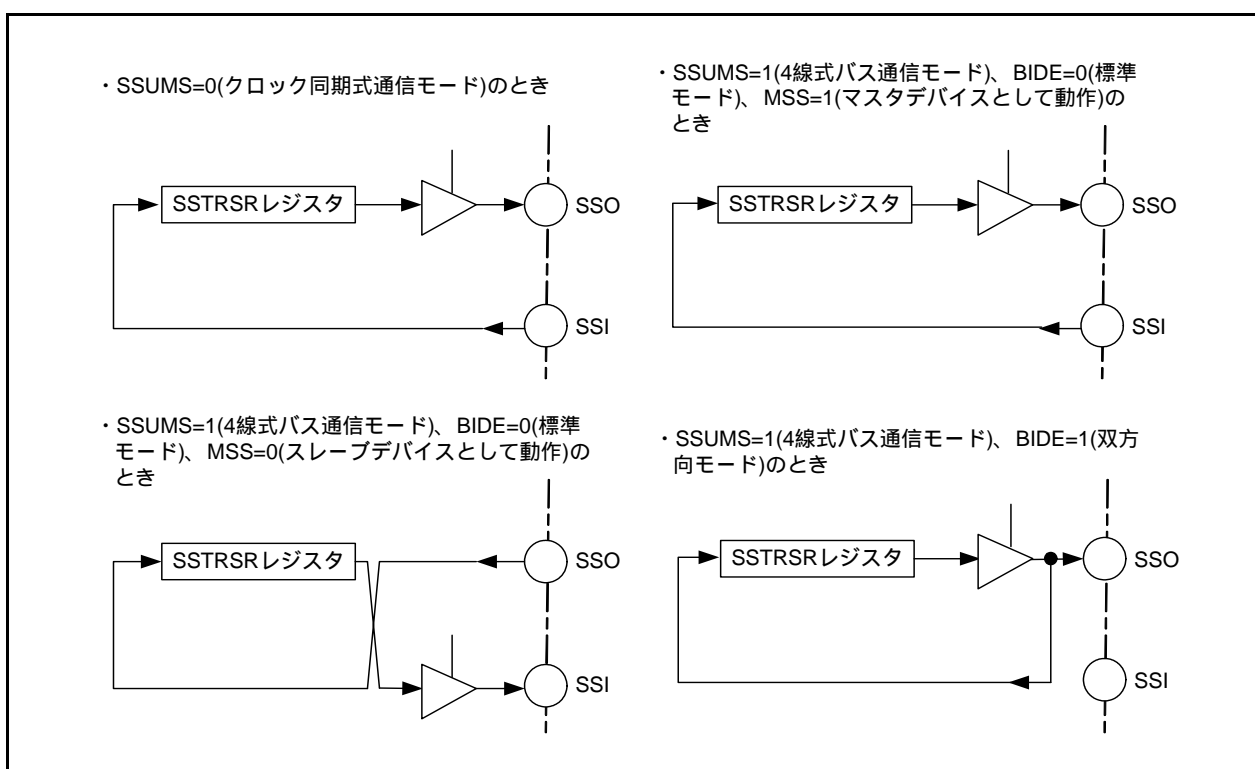 ・SSUMS=0(クロック同期式通信モード)のとき
SSTRSRレジスタ
SSO
SSI
・SSUMS=1(4線式バス通信モード)、BIDE=0(標準
モード)、MSS=1(マスタデバイスとして動作)の
とき
SSTRSRレジスタ
SSO
SSI
・SSUMS=1(4線式バス通信モード)、BIDE=0(標準
モード)、MSS=0(スレーブデバイスとして動作)の
とき
SSTRSRレジスタ
SSO
SSI
・SSUMS=1(4線式バス通信モード)、BIDE=1(双方
向モード)のとき
SSTRSRレジスタ
SSO
SSI